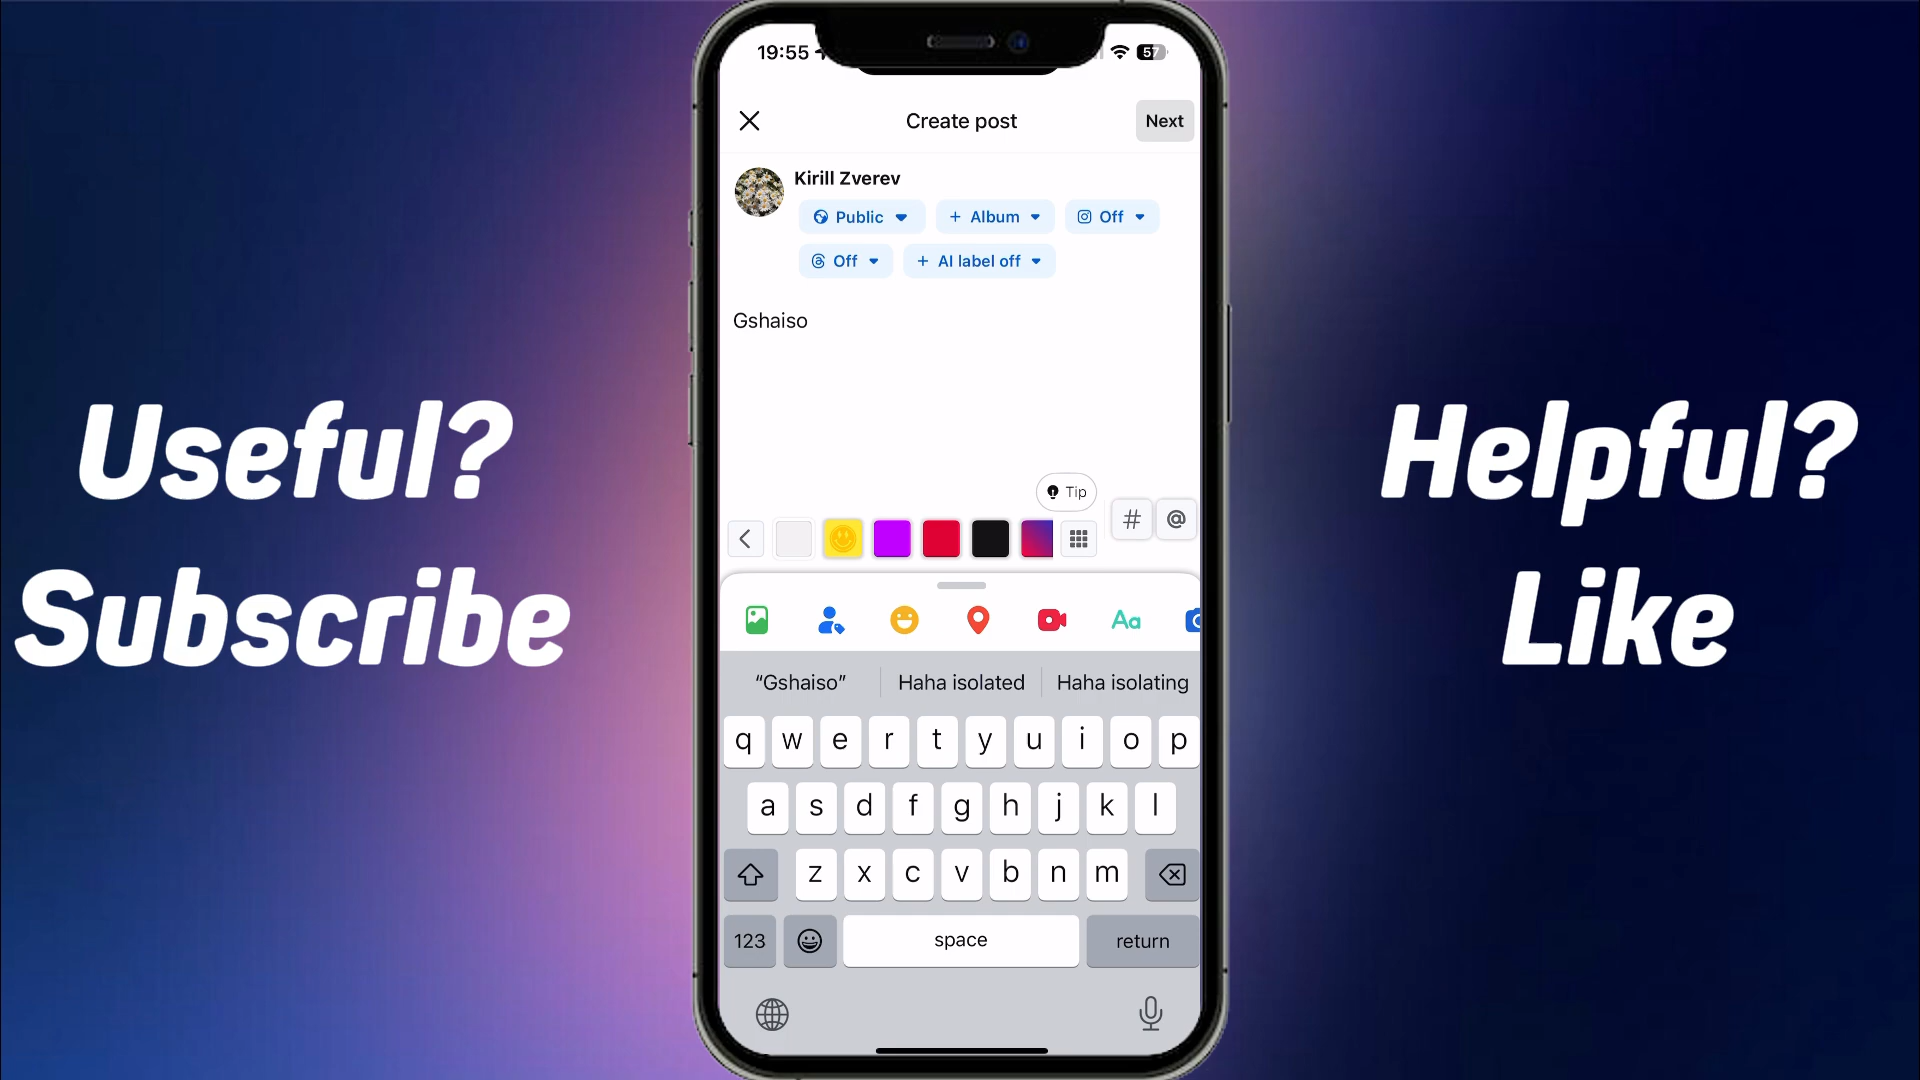 19:55
57
Create post
Next
Kirill Zverev
Public
+ Album
Off
Off
+ AI label off
Gshaiso
Tip
# @
Aa
“Gshaiso” Haha isolated Haha isolating
q w e r t y u i o p
a s d f g h j k l
z x c v b n m
123 space return
Useful?
Subscribe
Helpful?
Like